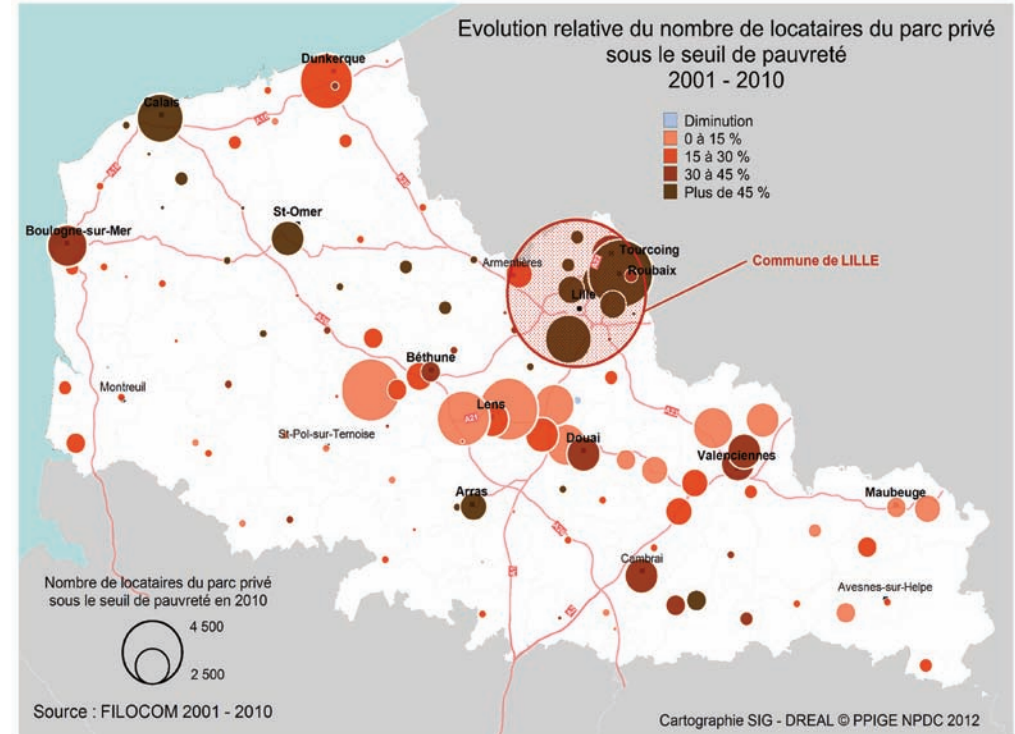 Evolution relative du nombre de locataires du parc privé
sous le seuil de pauvreté
2001 - 2010
Diminution
0 à 15 %
15 à 30 %
30 à 45 %
Plus de 45 %
Dunkerque
Calais
Boulogne-sur-Mer
St-Omer
Armentières
Tourcoing
Roubaix
Lille
Commune de LILLE
Montreuil
Béthune
St-Pol-sur-Ternoise
Lens
A21
Douai
Valenciennes
Arras
Maubeuge
Cambrai
Avesnes-sur-Helpe
Nombre de locataires du parc privé
sous le seuil de pauvreté en 2010
4 500
2 500
Source : FILOCOM 2001 - 2010
Cartographie SIG - DREAL © PPIGE NPDC 2012